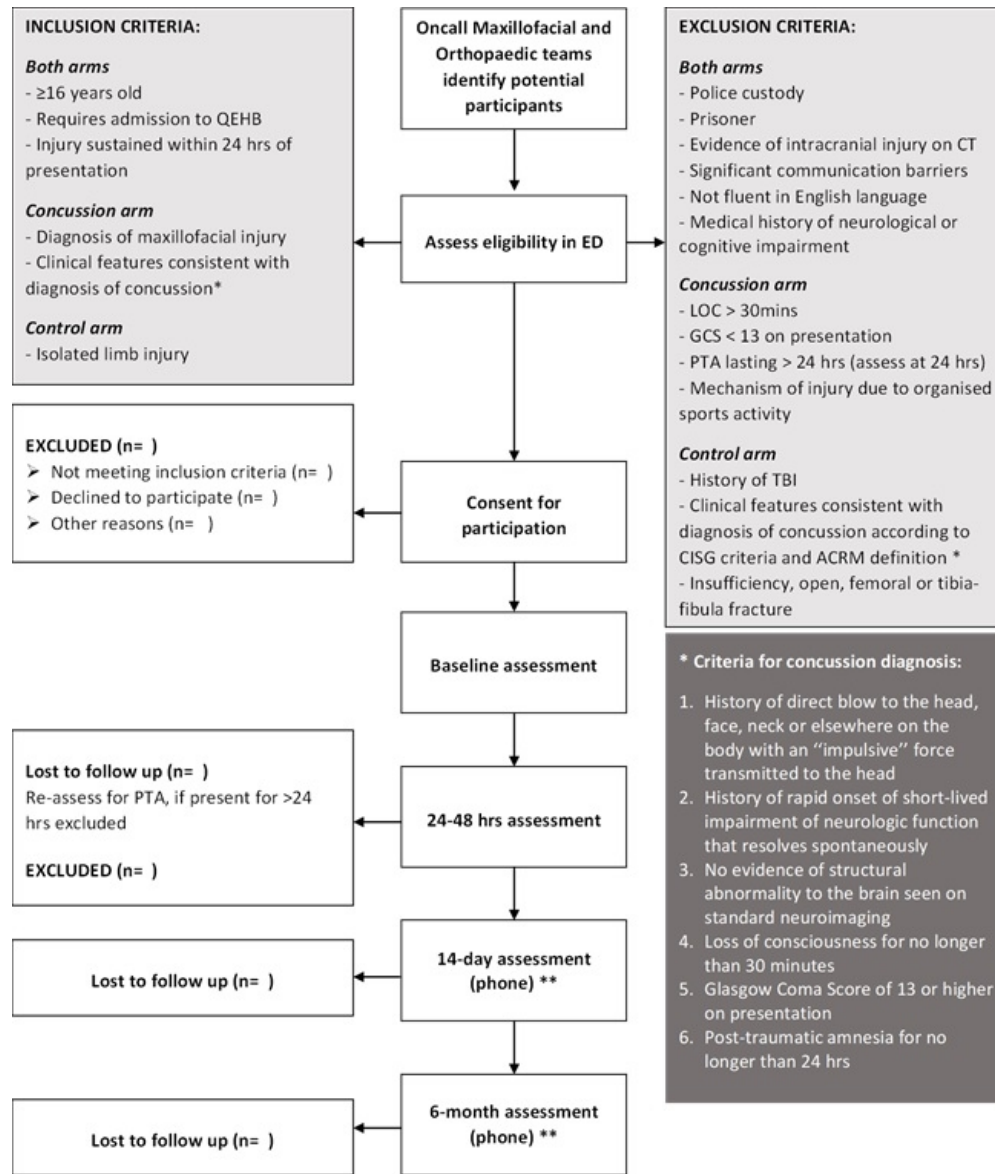 INCLUSION CRITERIA:
Both arms
- ≥16 years old
- Requires admission to QEHB
- Injury sustained within 24 hrs of
presentation
Concussion arm
- Diagnosis of maxillofacial injury
- Clinical features consistent with
diagnosis of concussion*
Control arm
- Isolated limb injury
Oncall Maxillofacial and
Orthopaedic teams
identify potential
participants
Assess eligibility in ED
EXCLUSION CRITERIA:
Both arms
- Police custody
- Prisoner
- Evidence of intracranial injury on CT
- Significant communication barriers
- Not fluent in English language
- Medical history of neurological or
cognitive impairment
Concussion arm
- LOC > 30mins
- GCS < 13 on presentation
- PTA lasting > 24 hrs (assess at 24 hrs)
- Mechanism of injury due to organised
sports activity
Control arm
- History of TBI
- Clinical features consistent with
diagnosis of concussion according to
CISG criteria and ACRM definition *
- Insufficiency, open, femoral or tibia-
fibula fracture
EXCLUDED (n=  )
➢ Not meeting inclusion criteria (n=  )
➢ Declined to participate (n=  )
➢ Other reasons (n=   )
Consent for
participation
Baseline assessment
Lost to follow up (n=  )
Re-assess for PTA, if present for >24
hrs excluded
EXCLUDED (n=  )
24-48 hrs assessment
Lost to follow up (n=  )
14-day assessment
(phone) **
Lost to follow up (n=  )
6-month assessment
(phone) **
* Criteria for concussion diagnosis:
1. History of direct blow to the head,
face, neck or elsewhere on the
body with an “impulsive” force
transmitted to the head
2. History of rapid onset of short-lived
impairment of neurologic function
that resolves spontaneously
3. No evidence of structural
abnormality to the brain seen on
standard neuroimaging
4. Loss of consciousness for no longer
than 30 minutes
5. Glasgow Coma Score of 13 or higher
on presentation
6. Post-traumatic amnesia for no
longer than 24 hrs